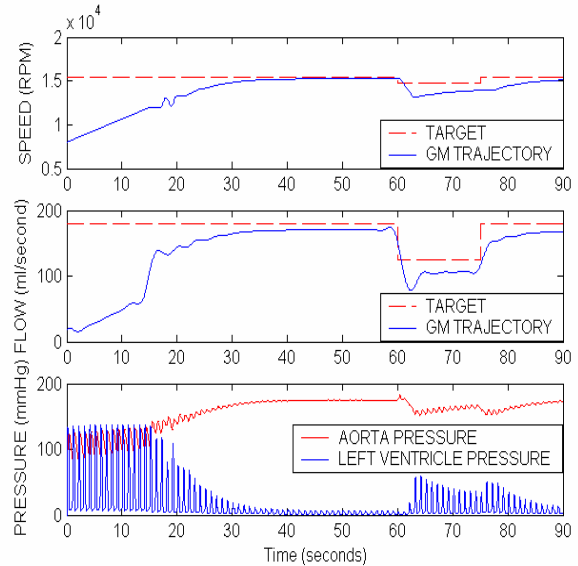 x 10⁴
SPEED (RPM)
2
1.5
1
0.5
0 10 20 30 40 50 60 70 80 90
TARGET
GM TRAJECTORY
FLOW (ml/second)
200
100
0
0 10 20 30 40 50 60 70 80 90
TARGET
GM TRAJECTORY
PRESSURE (mmHg)
200
100
0
0 10 20 30 40 50 60 70 80 90
AORTA PRESSURE
LEFT VENTRICLE PRESSURE
Time (seconds)